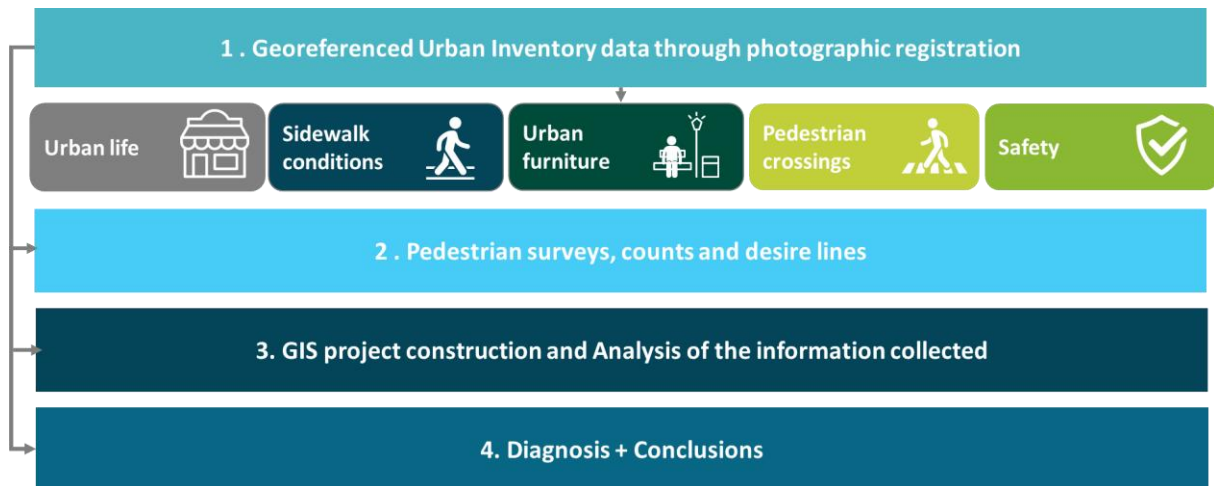 1 . Georeferenced Urban Inventory data through photographic registration
Urban life
Sidewalk
conditions
Urban
furniture
Pedestrian
crossings
Safety
2 . Pedestrian surveys, counts and desire lines
3. GIS project construction and Analysis of the information collected
4. Diagnosis + Conclusions